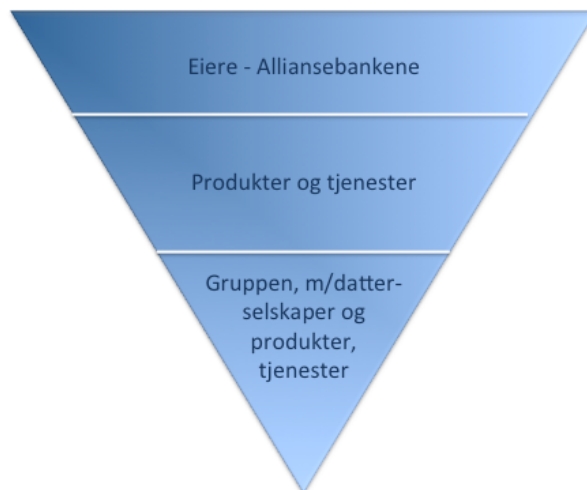 Eiere - Alliansebankene
Produkter og tjenester
Gruppen, m/datter-
selskaper og
produkter,
tjenester